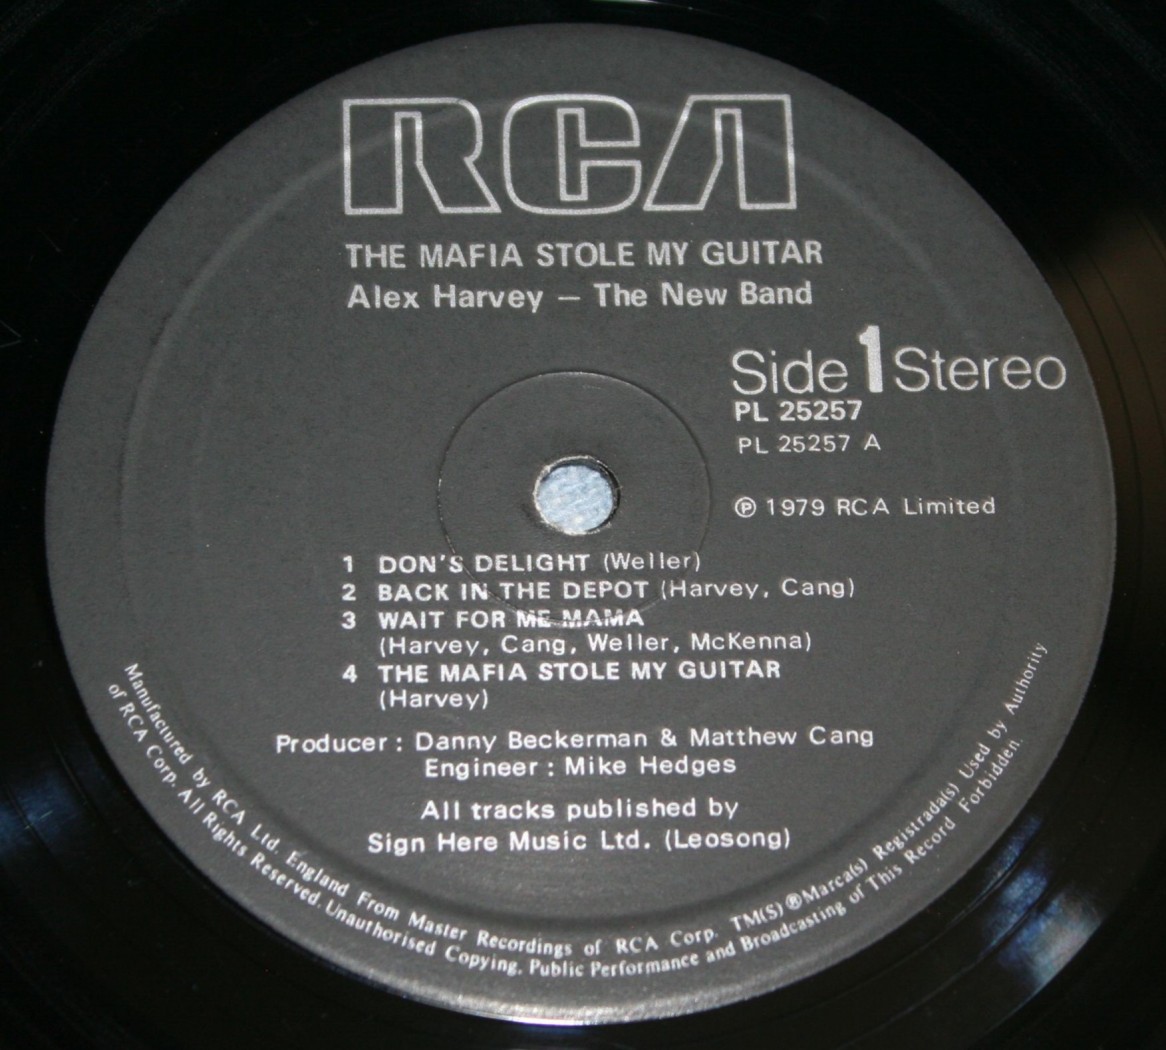 RCA
THE MAFIA STOLE MY GUITAR
Alex Harvey – The New Band
Side 1 Stereo
PL 25257
PL 25257 A
℗ 1979 RCA Limited
1 DON'S DELIGHT (Weller)
2 BACK IN THE DEPOT (Harvey, Cang)
3 WAIT FOR ME MAMA
(Harvey, Cang, Weller, McKenna)
4 THE MAFIA STOLE MY GUITAR
(Harvey)
Producer : Danny Beckerman & Matthew Cang
Engineer : Mike Hedges
All tracks published by
Sign Here Music Ltd. (Leosong)
Manufactured by RCA Ltd. England From Master Recordings of RCA Corp. TM(S) ® Marca(s) Registrada(s) Used by Authority
of RCA Corp. All Rights Reserved. Unauthorised Copying, Public Performance and Broadcasting of This Record Forbidden.